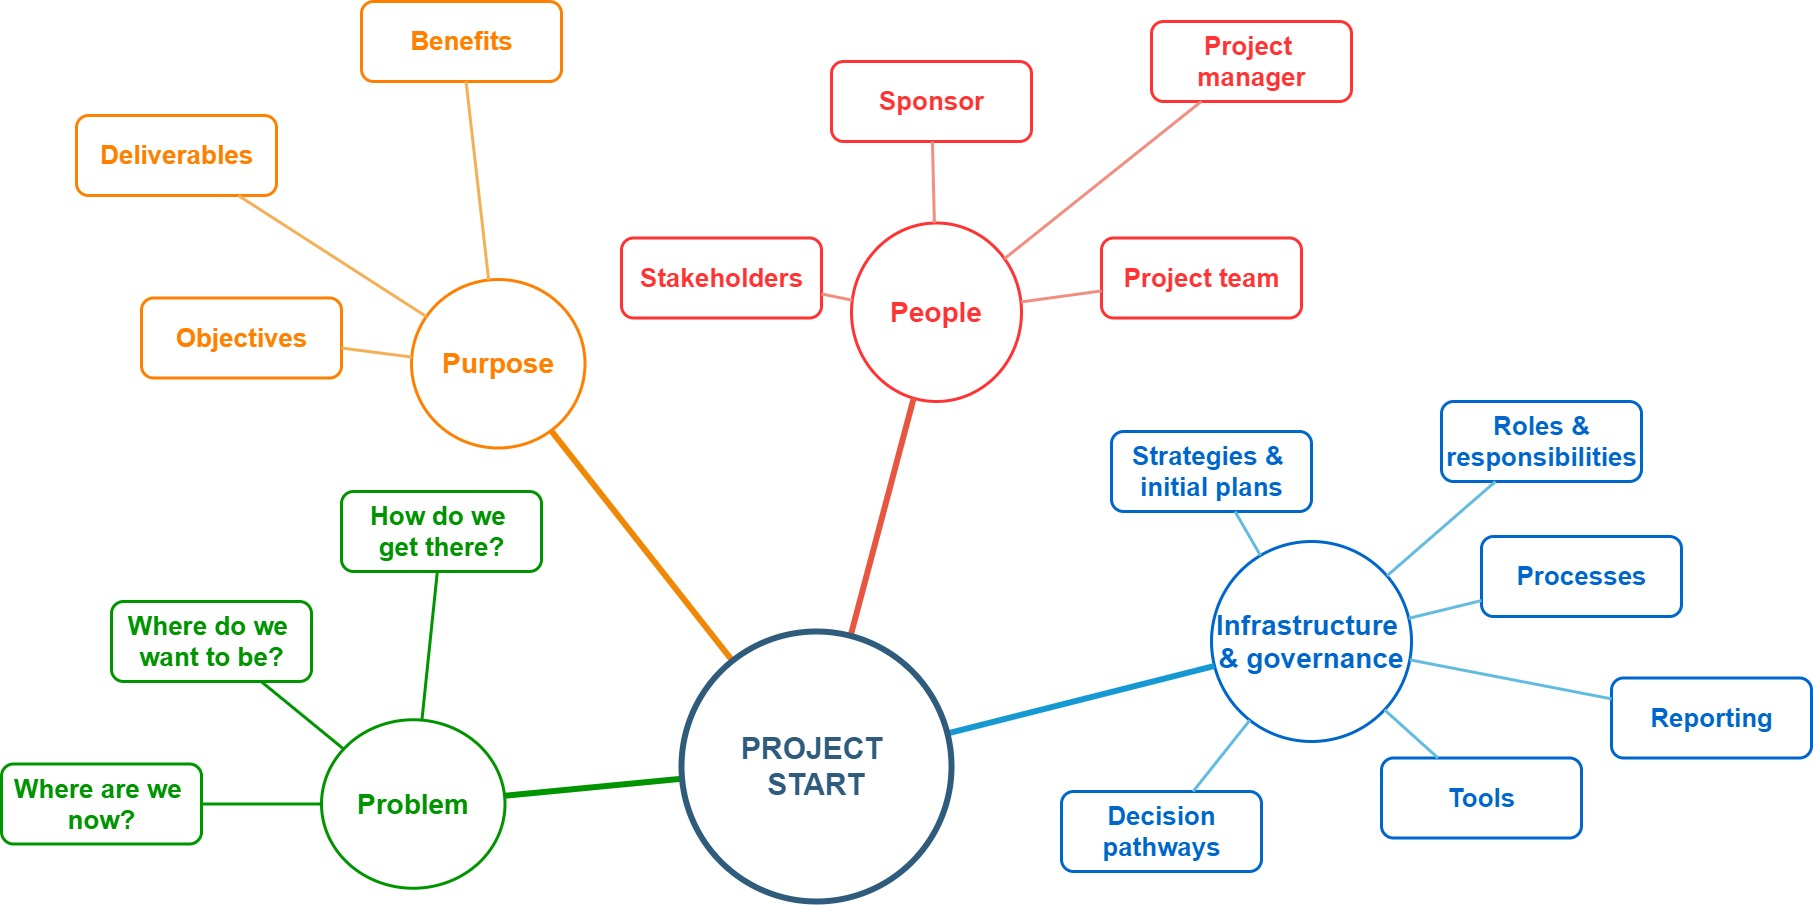 Benefits
Deliverables
Objectives
Purpose
Sponsor
Project
manager
Stakeholders
Project team
People
How do we
get there?
Where do we
want to be?
Where are we
now?
Problem
PROJECT
START
Strategies &
initial plans
Roles &
responsibilities
Processes
Infrastructure
& governance
Reporting
Tools
Decision
pathways